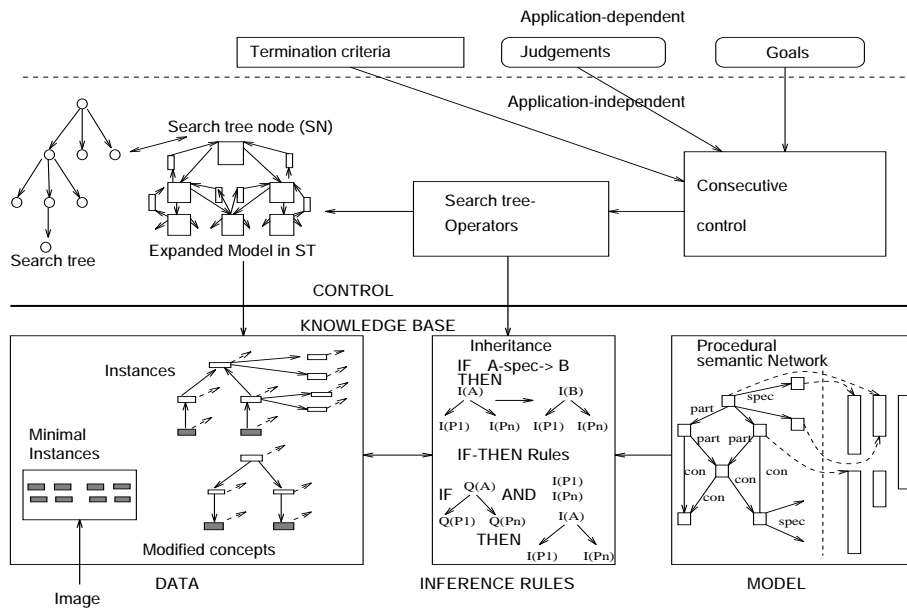 Application-dependent
Termination criteria
Judgements
Goals
Application-independent
Search tree node (SN)
Consecutive
control
Search tree-
Operators
Expanded Model in ST
Search tree
CONTROL
KNOWLEDGE BASE
Instances
Minimal
Instances
Modified concepts
Inheritance
IF A-spec-> B
THEN
I(A) I(B)
I(P1) I(Pn) I(P1) I(Pn)
IF-THEN Rules
IF Q(A) AND I(P1)
I(Pn)
Q(P1) Q(Pn) I(A)
THEN
I(P1) I(Pn)
Procedural
semantic Network
spec
part
part part
con con
con con
spec
DATA
INFERENCE RULES
MODEL
Image